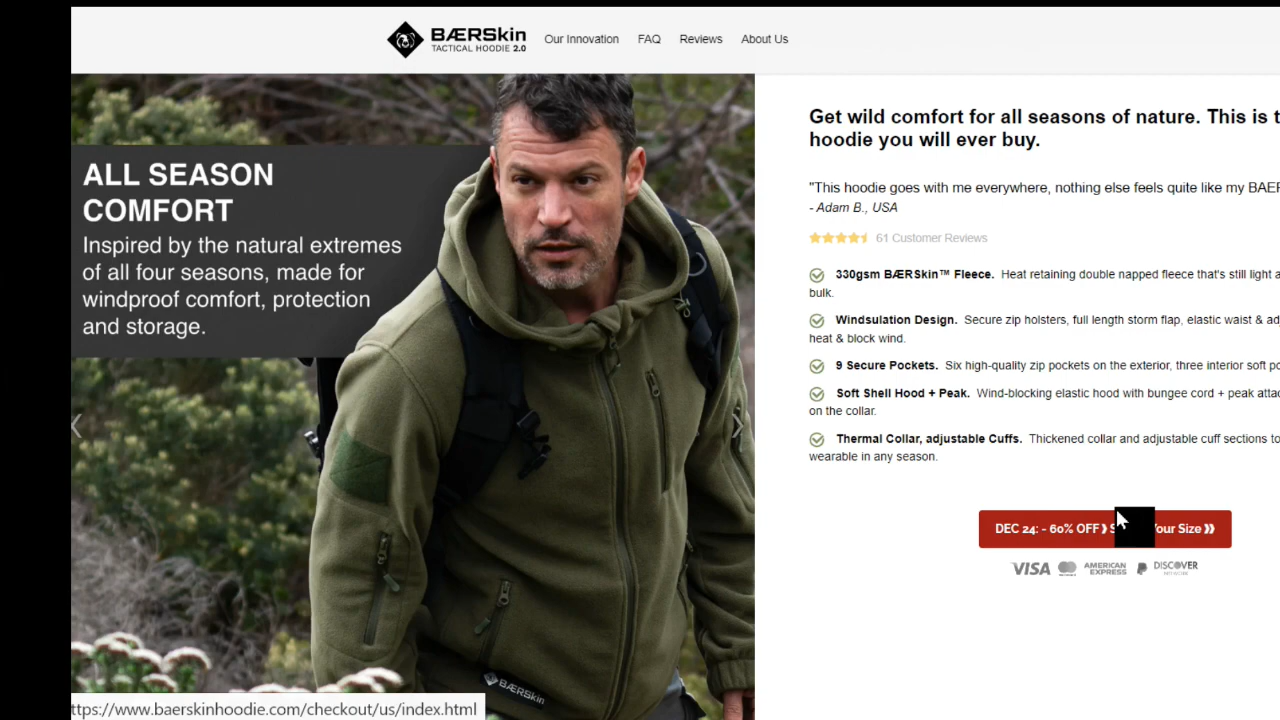 BÆRSkin
TACTICAL HOODIE 2.0
Our Innovation
FAQ
Reviews
About Us
ALL SEASON
COMFORT
Inspired by the natural extremes
of all four seasons, made for
windproof comfort, protection
and storage.
BÆRSkin
Get wild comfort for all seasons of nature. This is
hoodie you will ever buy.
"This hoodie goes with me everywhere, nothing else feels quite like my
- Adam B., USA
61 Customer Reviews
330gsm BÆRSkin™ Fleece. Heat retaining double napped fleece that's still light
bulk.
Windsulation Design. Secure zip holsters, full length storm flap, elastic waist &
heat & block wind.
9 Secure Pockets. Six high-quality zip pockets on the exterior, three interior soft
Soft Shell Hood + Peak. Wind-blocking elastic hood with bungee cord + peak
on the collar.
Thermal Collar, adjustable Cuffs. Thickened collar and adjustable cuff sections to
wearable in any season.
DEC 24: - 60% OFF ❯ Size »
VISA AMERICAN EXPRESS DISCOVER
ttps://www.baerskinhoodie.com/checkout/us/index.html